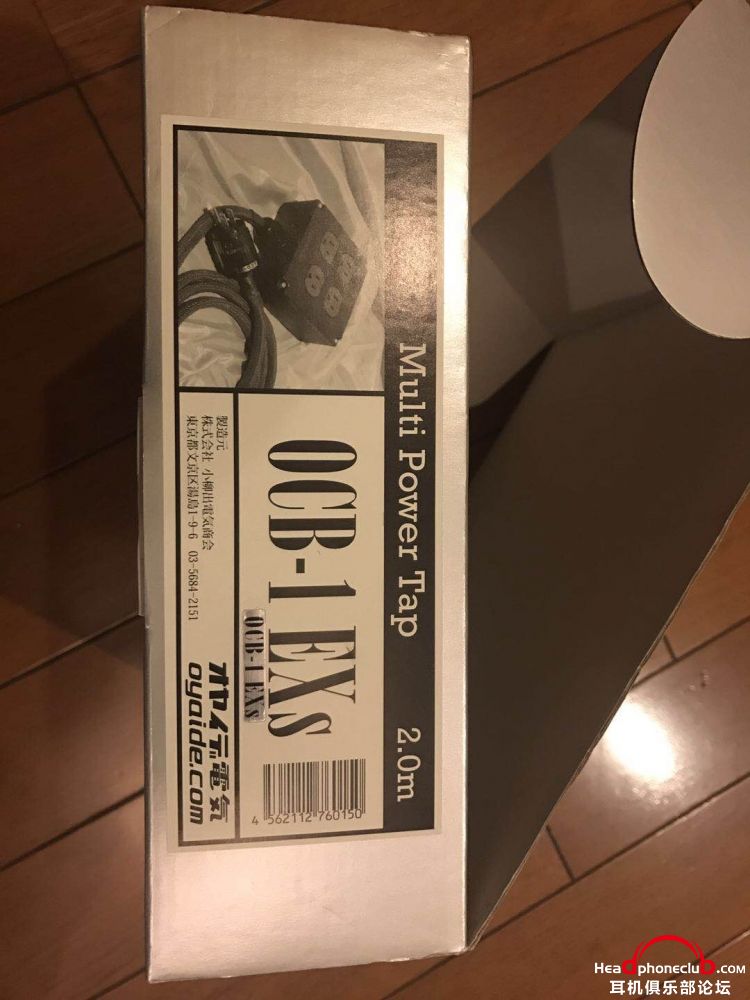 Multi Power Tap 2.0m
OCB-1 EXs
OCB-1 EXs
4 562112 760150
製造元
株式会社 小柳出電気商会
東京都文京区湯島1-9-6 03-5684-2151
オヤイデ電気
oyaide.com
Headphoneclub.com
耳机俱乐部论坛